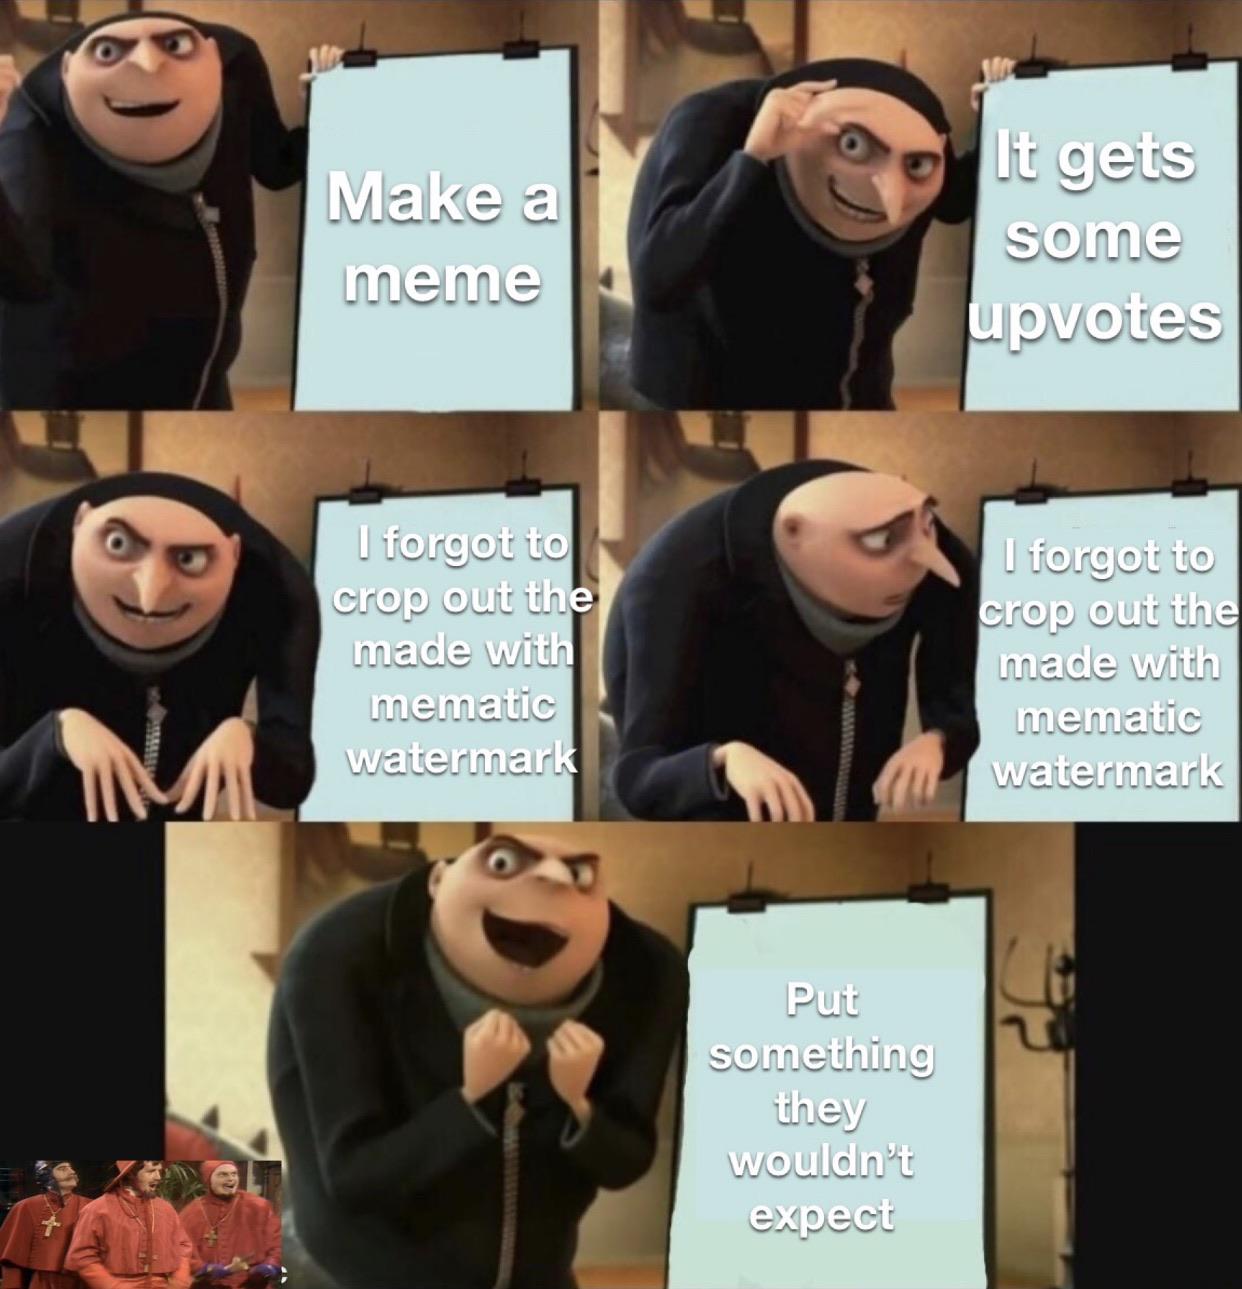 Make a
meme
It gets
some
upvotes
I forgot to
crop out the
made with
mematic
watermark
I forgot to
crop out the
made with
mematic
watermark
Put
something
they
wouldn't
expect